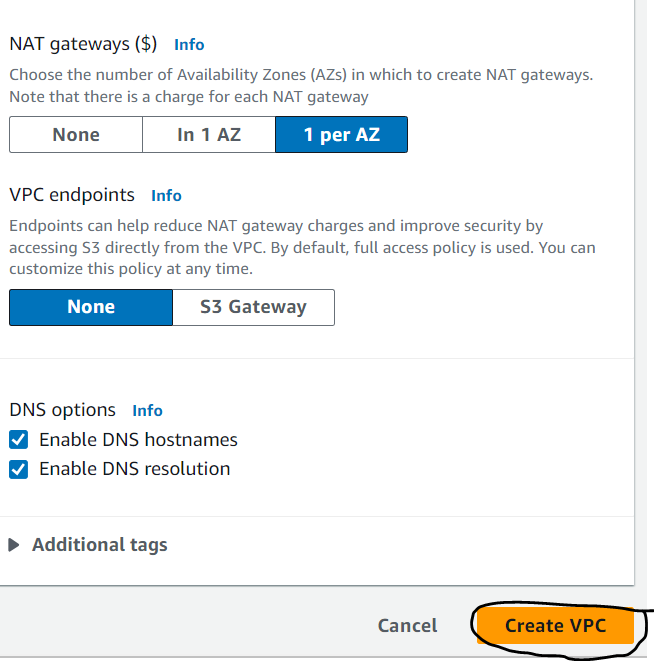 NAT gateways ($) Info
Choose the number of Availability Zones (AZs) in which to create NAT gateways.
Note that there is a charge for each NAT gateway
None In 1 AZ 1 per AZ
VPC endpoints Info
Endpoints can help reduce NAT gateway charges and improve security by
accessing S3 directly from the VPC. By default, full access policy is used. You can
customize this policy at any time.
None S3 Gateway
DNS options Info
Enable DNS hostnames
Enable DNS resolution
Additional tags
Cancel Create VPC